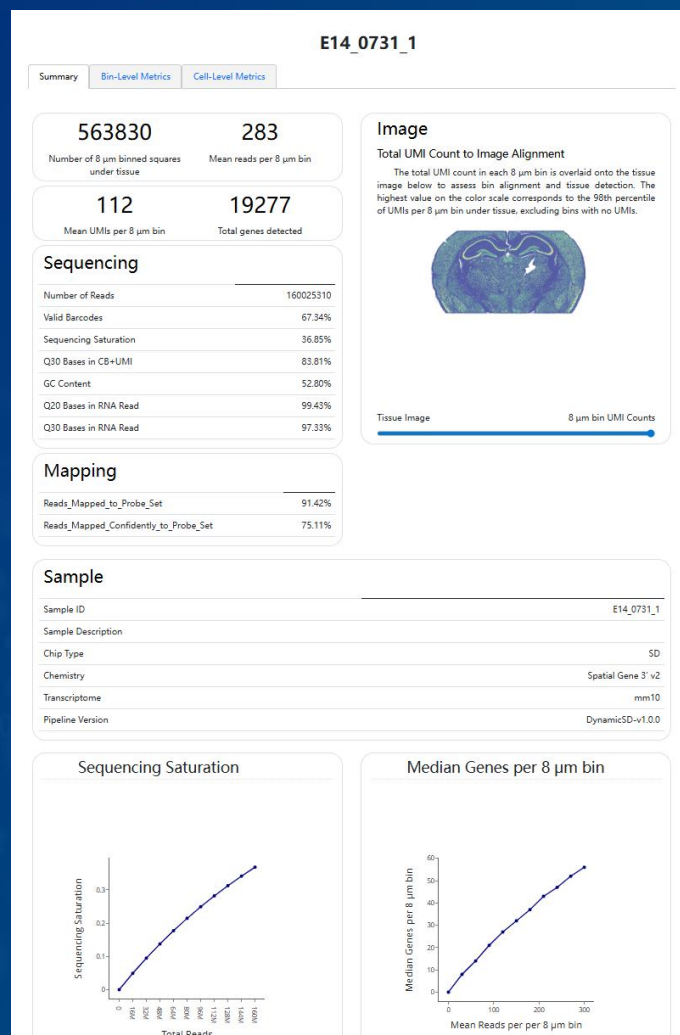 E14_0731_1
Summary
Bin-Level Metrics
Cell-Level Metrics
563830
Number of 8 µm binned squares
under tissue
283
Mean reads per 8 µm bin
112
Mean UMIs per 8 µm bin
19277
Total genes detected
Sequencing
Number of Reads 160025310
Valid Barcodes 67.34%
Sequencing Saturation 36.85%
Q30 Bases in CB+UMI 83.81%
GC Content 52.80%
Q20 Bases in RNA Read 99.43%
Q30 Bases in RNA Read 97.33%
Mapping
Reads_Mapped_to_Probe_Set 91.42%
Reads_Mapped_Confidently_to_Probe_Set 75.11%
Image
Total UMI Count to Image Alignment
The total UMI count in each 8 µm bin is overlaid onto the tissue
image below to assess bin alignment and tissue detection. The
highest value on the color scale corresponds to the 98th percentile
of UMIs per 8 µm bin under tissue, excluding bins with no UMIs.
Tissue Image 8 µm bin UMI Counts
Sample
Sample ID E14_0731_1
Sample Description
Chip Type SD
Chemistry Spatial Gene 3' v2
Transcriptome mm10
Pipeline Version DynamicSD-v1.0.0
Sequencing Saturation
Sequencing Saturation
0.3
0.2
0.1
0
0 16M 32M 48M 64M 80M 96M 112M 128M 144M 160M
Total Reads
Median Genes per 8 µm bin
Median Genes per 8 µm bin
60
50
40
30
20
10
0
0 100 200 300
Mean Reads per per 8 µm bin